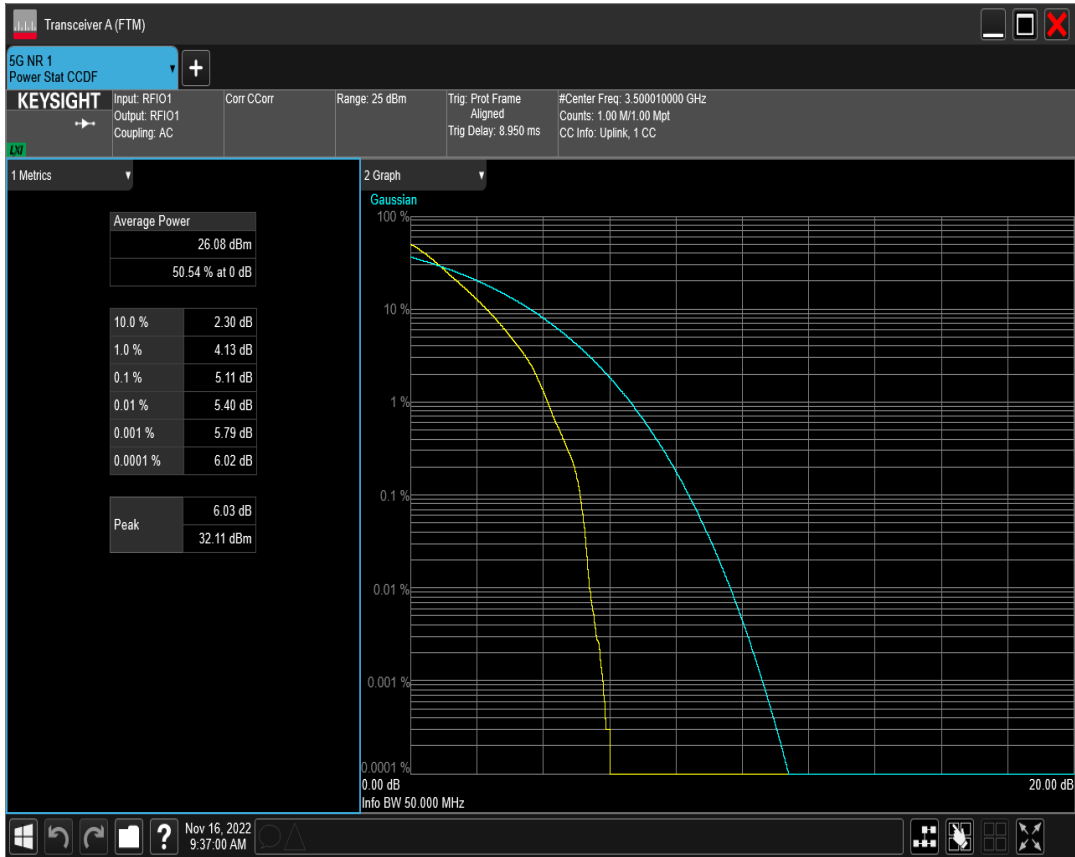 Transceiver A (FTM)
5G NR 1
Power Stat CCDF
+
KEYSIGHT
LXI
Input: RFIO1
Output: RFIO1
Coupling: AC
Corr CCorr
Range: 25 dBm
Trig: Prot Frame
Aligned
Trig Delay: 8.950 ms
#Center Freq: 3.500010000 GHz
Counts: 1.00 M/1.00 Mpt
CC Info: Uplink, 1 CC
1 Metrics
Average Power
26.08 dBm
50.54 % at 0 dB
10.0 % 2.30 dB
1.0 % 4.13 dB
0.1 % 5.11 dB
0.01 % 5.40 dB
0.001 % 5.79 dB
0.0001 % 6.02 dB
Peak
6.03 dB
32.11 dBm
2 Graph
Gaussian
100 %
10 %
1 %
0.1 %
0.01 %
0.001 %
0.0001 %
0.00 dB 20.00 dB
Info BW 50.000 MHz
?
Nov 16, 2022
9:37:00 AM